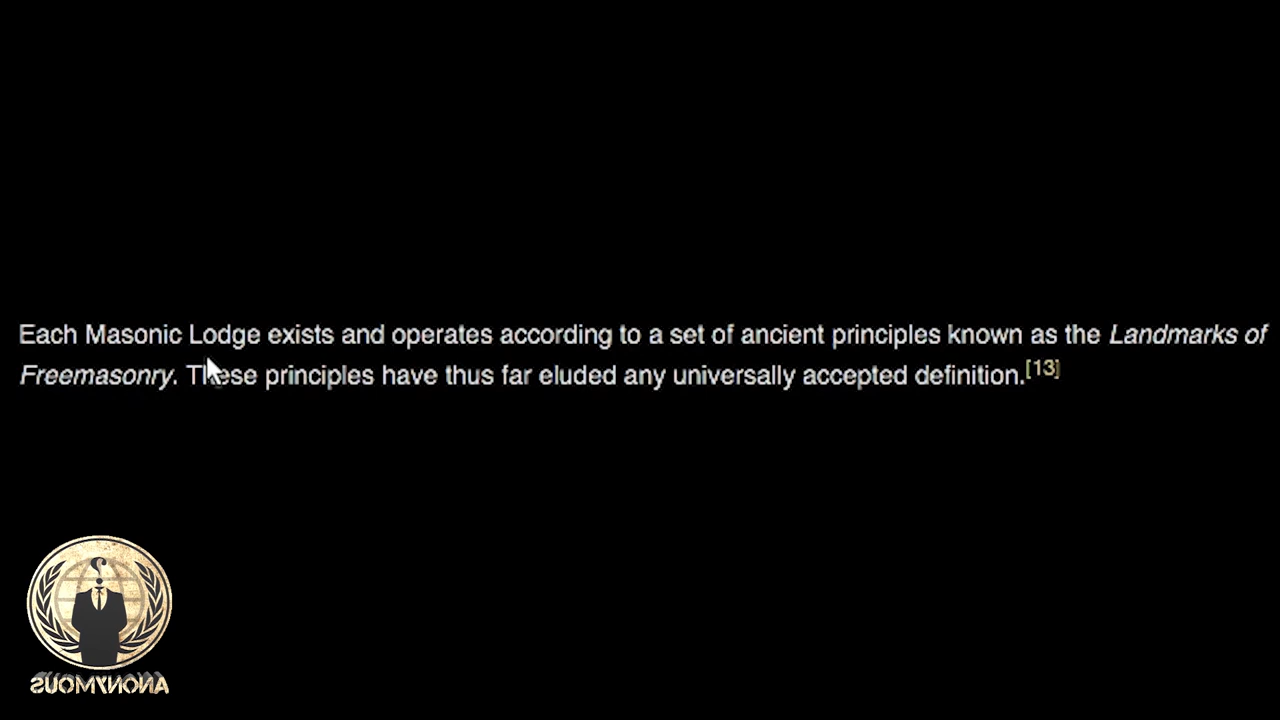 Each Masonic Lodge exists and operates according to a set of ancient principles known as the Landmarks of
Freemasonry. These principles have thus far eluded any universally accepted definition.[13]
ANONYMOUS